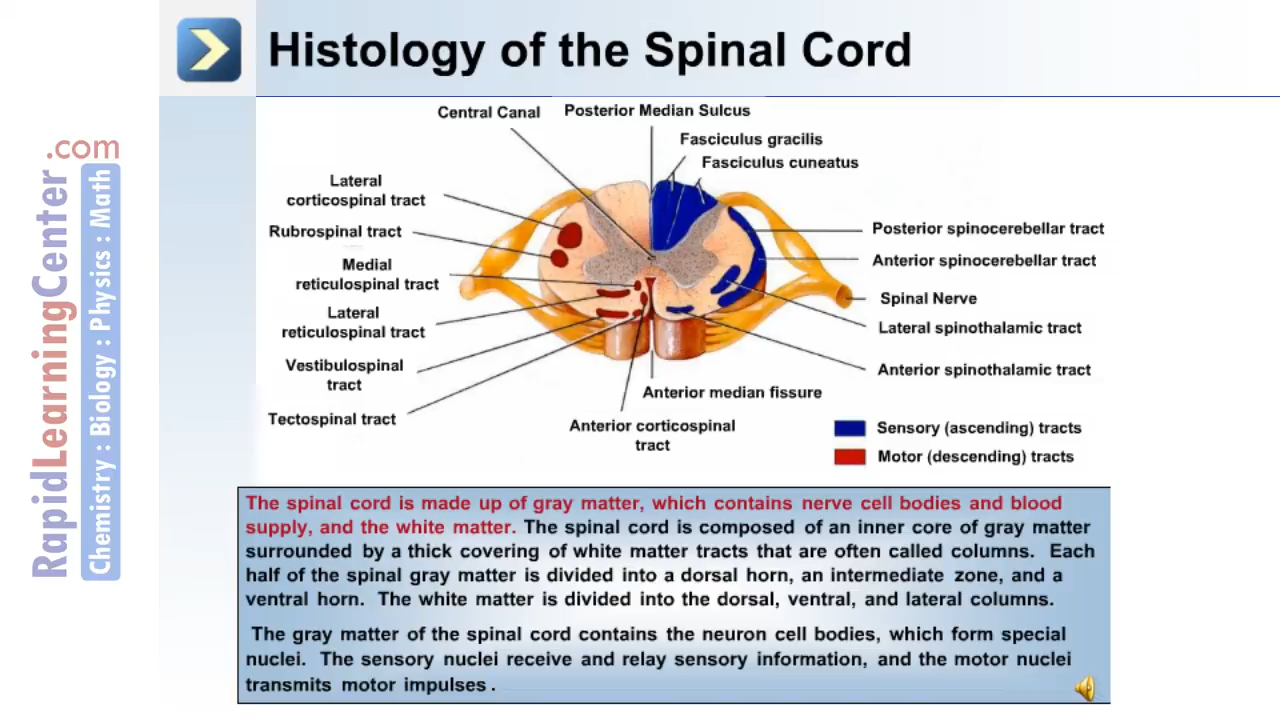 Histology of the Spinal Cord
RapidLearningCenter.com
Chemistry : Biology : Physics : Math
Central Canal
Posterior Median Sulcus
Fasciculus gracilis
Fasciculus cuneatus
Lateral
corticospinal tract
Rubrospinal tract
Medial
reticulospinal tract
Lateral
reticulospinal tract
Vestibulospinal
tract
Tectospinal tract
Posterior spinocerebellar tract
Anterior spinocerebellar tract
Spinal Nerve
Lateral spinothalamic tract
Anterior spinothalamic tract
Anterior median fissure
Anterior corticospinal
tract
Sensory (ascending) tracts
Motor (descending) tracts
The spinal cord is made up of gray matter, which contains nerve cell bodies and blood
supply, and the white matter. The spinal cord is composed of an inner core of gray matter
surrounded by a thick covering of white matter tracts that are often called columns. Each
half of the spinal gray matter is divided into a dorsal horn, an intermediate zone, and a
ventral horn. The white matter is divided into the dorsal, ventral, and lateral columns.
The gray matter of the spinal cord contains the neuron cell bodies, which form special
nuclei. The sensory nuclei receive and relay sensory information, and the motor nuclei
transmits motor impulses .